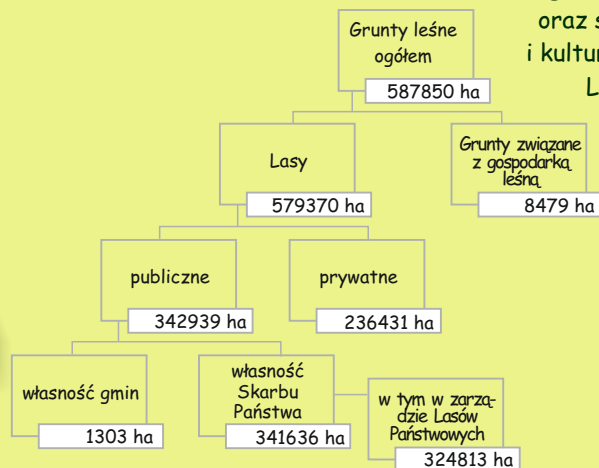 oraz s
i kultur
L
Grunty leśne
ogółem
587850 ha
Lasy
579370 ha
Grunty związane
z gospodarką
leśną
8479 ha
publiczne
342939 ha
prywatne
236431 ha
własność gmin
1303 ha
własność
Skarbu
Państwa
341636 ha
w tym w zarzą-
dzie Lasów
Państwowych
324813 ha